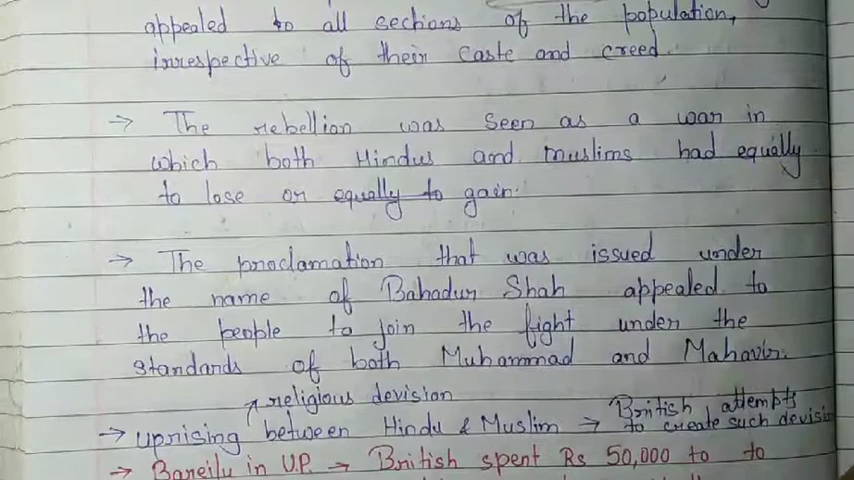 appealed to all sections of the population,
irrespective of their caste and creed.
→ The rebellion was seen as a war in
which both Hindus and muslims had equally
to lose or equally to gain.
→ The proclamation that was issued under
the name of Bahadur Shah appealed to
the people to join the fight under the
standards of both Muhammad and Mahavir.
↗ religious devision
→ uprising between Hindu & Muslim → British attempts
to create such devision
→ Bareilu in U.P. → British spent Rs 50,000 to to